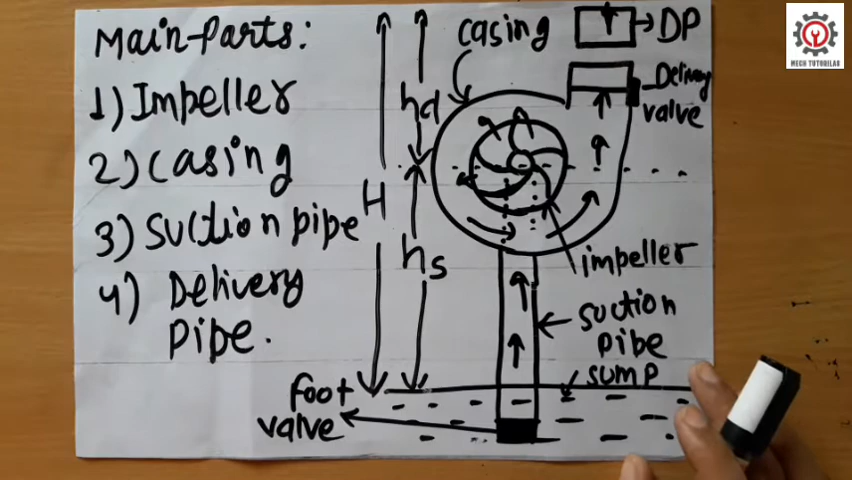 Main-Parts:
1) Impeller
2) Casing
3) Suction pipe
4) Delivery
pipe.
H
hd
hs
Casing
DP
Delivery
valve
impeller
suction
pipe
sump
foot
valve
MECH TUTORILAB